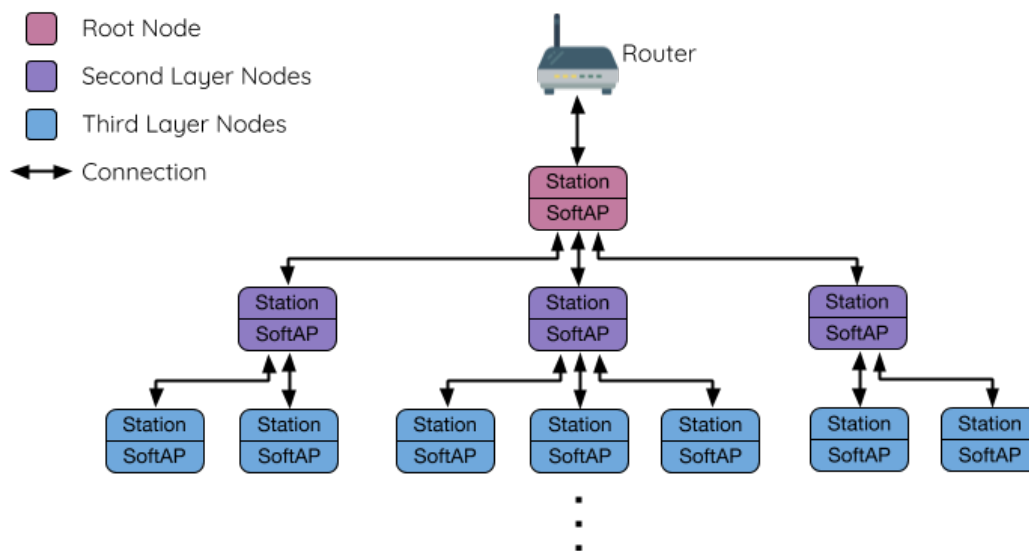 Root Node
Router
Second Layer Nodes
Third Layer Nodes
Connection
Station
SoftAP
Station
Station
Station
SoftAP
SoftAP
SoftAP
Station
Station
Station
Station
Station
Station
Station
SoftAP
SoftAP
SoftAP
SoftAP
SoftAP
SoftAP
SoftAP